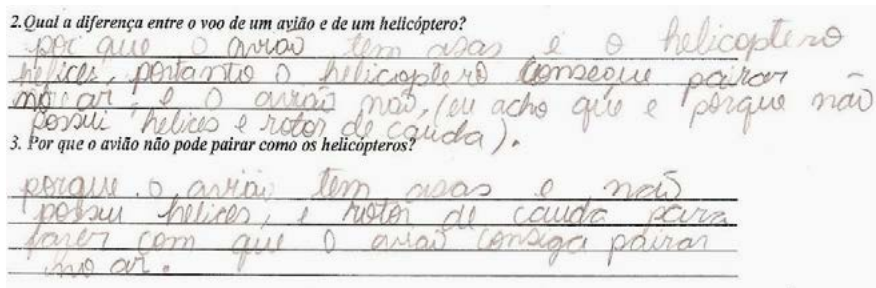 2. Qual a diferença entre o voo de um avião e de um helicóptero?
por que o avião tem asas e o helicoptero
helices, portanto o helicoptero consegue pairar
no ar, e o avião não, (eu acho que e porque não
possui helices e rotor de cauda).
3. Por que o avião não pode pairar como os helicópteros?
porque o avião tem asas e não
possui helices, e rotor de cauda para
fazer com que o avião consiga pairar
no ar.